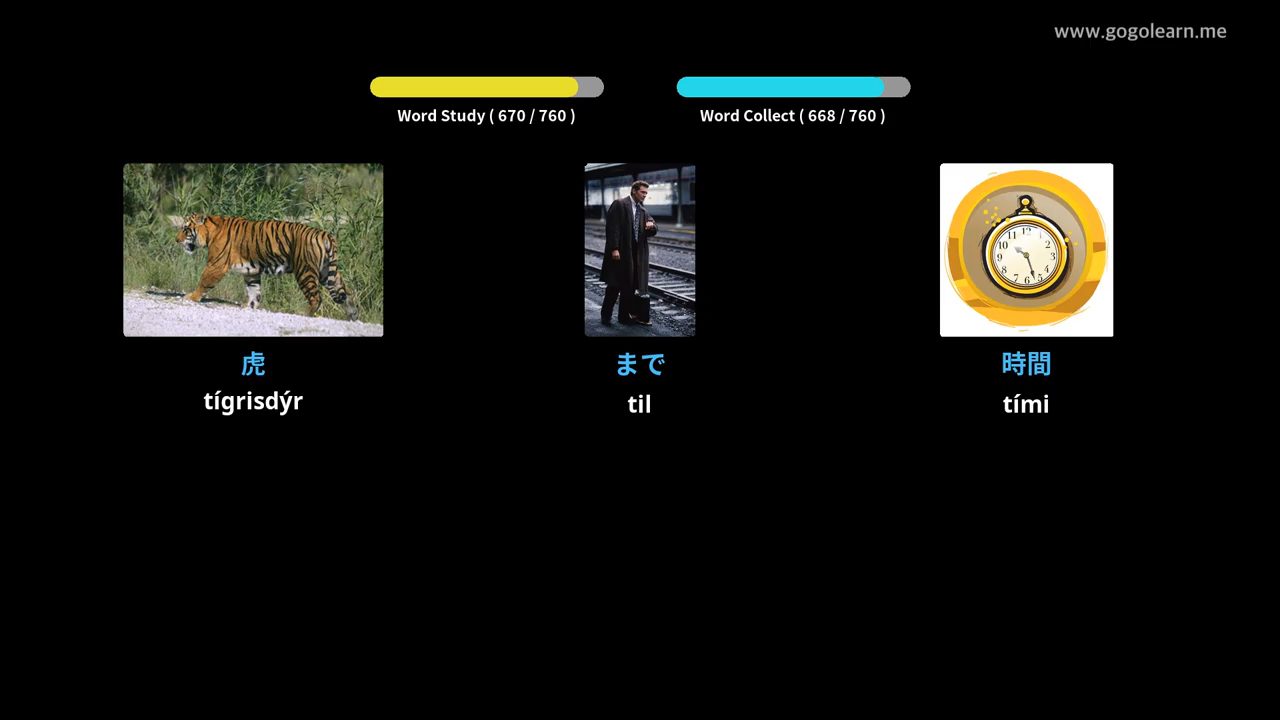 www.gogolearn.me
Word Study ( 670 / 760 )
Word Collect ( 668 / 760 )
虎
tígrisdýr
まで
til
時間
tími